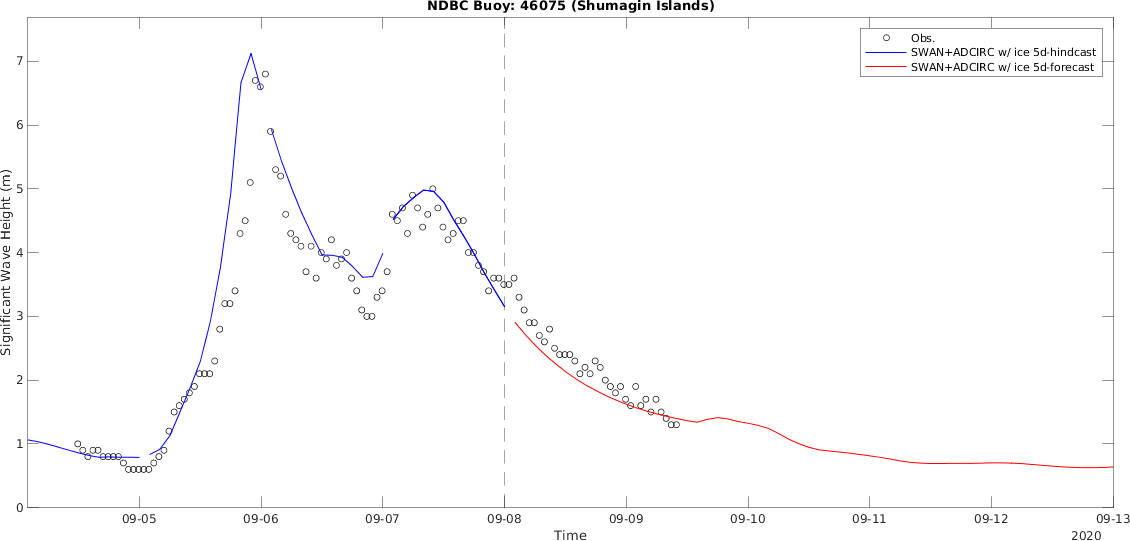 NDBC Buoy: 46075 (Shumagin Islands)
Obs.
SWAN+ADCIRC w/ ice 5d-hindcast
SWAN+ADCIRC w/ ice 5d-forecast
Significant Wave Height (m)
7
6
5
4
3
2
1
0
09-05 09-06 09-07 09-08 09-09 09-10 09-11 09-12 09-13
Time
2020